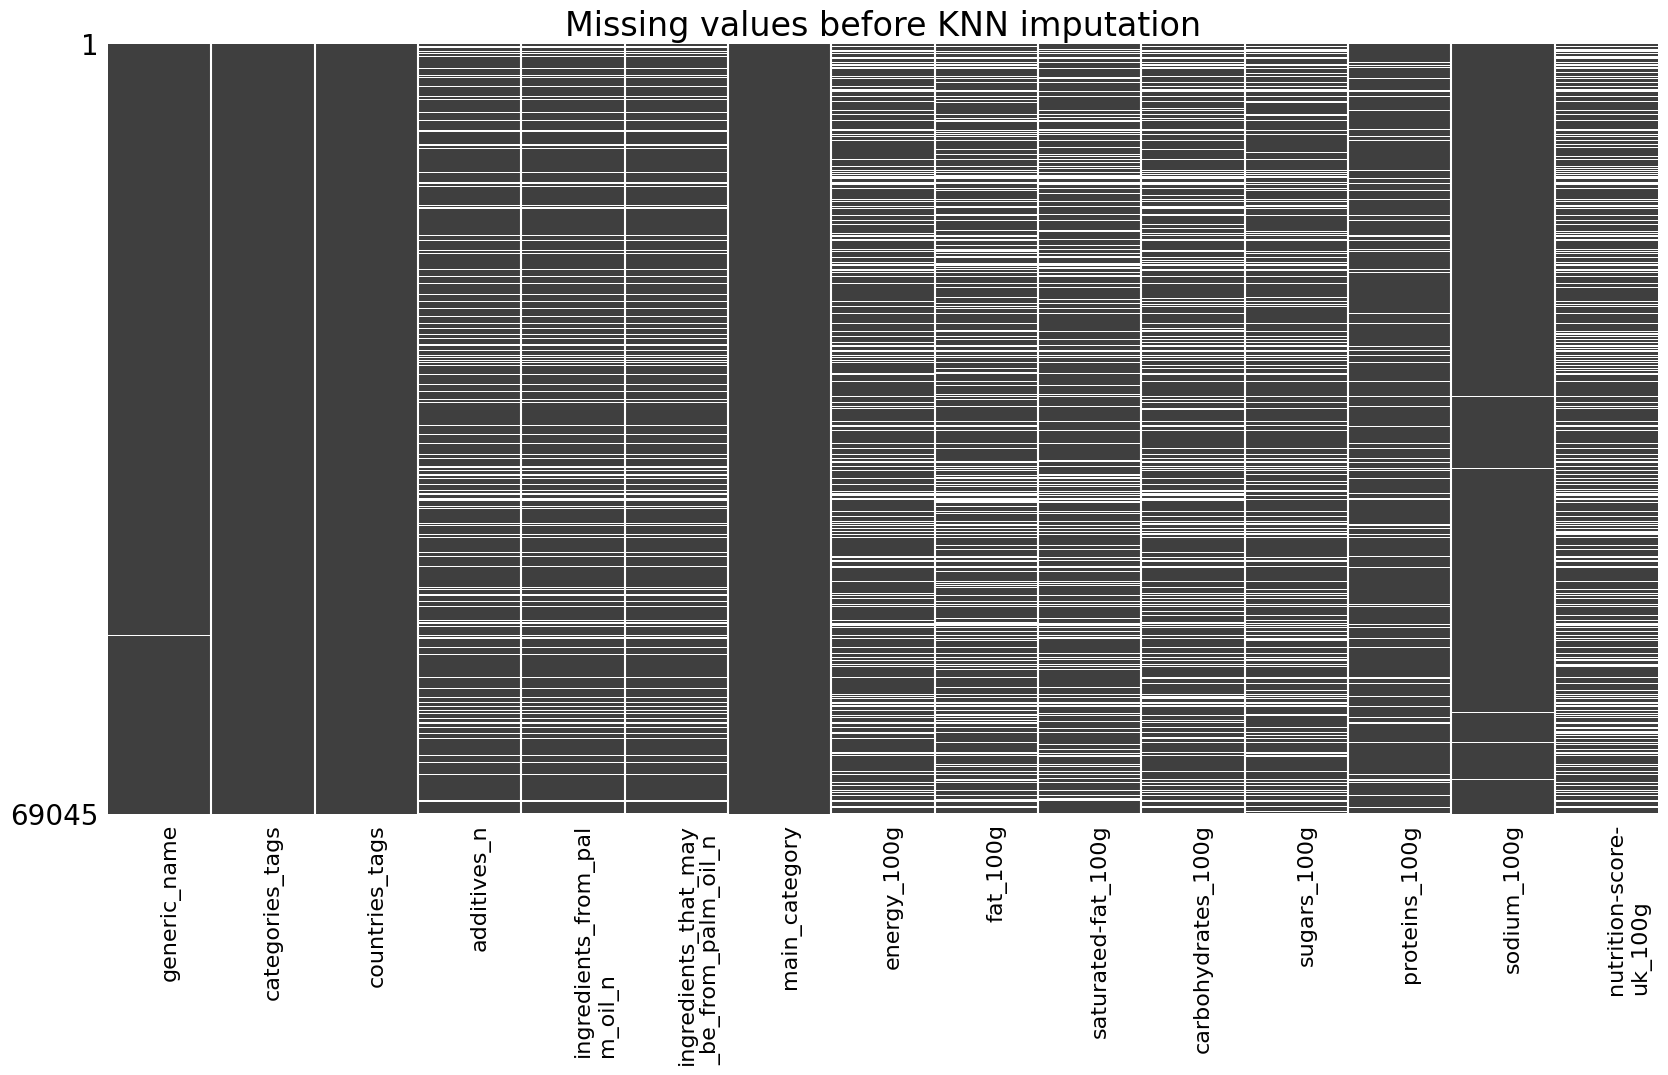 Missing values before KNN imputation
1
69045
generic_name
categories_tags
countries_tags
additives_n
ingredients_from_pal
m_oil_n
ingredients_that_may
_be_from_palm_oil_n
main_category
energy_100g
fat_100g
saturated-fat_100g
carbohydrates_100g
sugars_100g
proteins_100g
sodium_100g
nutrition-score-
uk_100g